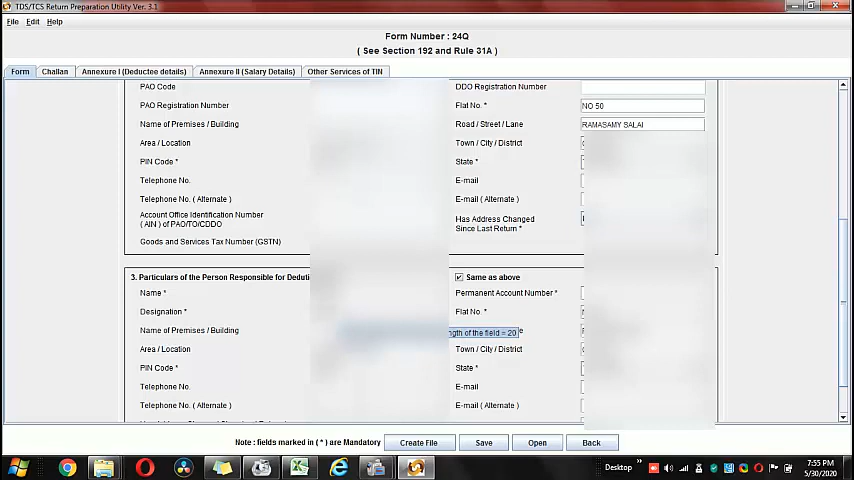 TDS/TCS Return Preparation Utility Ver. 3.1
File Edit Help
Form Number : 24Q
( See Section 192 and Rule 31A )
Form Challan Annexure I (Deductee details) Annexure II (Salary Details) Other Services of TIN
PAO Code DDO Registration Number
PAO Registration Number Flat No. * NO 50
Name of Premises / Building Road / Street / Lane RAMASAMY SALAI
Area / Location Town / City / District
PIN Code * State *
Telephone No. E-mail
Telephone No. ( Alternate ) E-mail ( Alternate )
Account Office Identification Number
( AIN ) of PAO/TO/CDDO
Has Address Changed
Since Last Return *
Goods and Services Tax Number (GSTN)
3. Particulars of the Person Responsible for Deducti Same as above
Name * Permanent Account Number *
Designation * Flat No. *
Name of Premises / Building ngth of the field = 20
Area / Location Town / City / District
PIN Code * State *
Telephone No. E-mail
Telephone No. ( Alternate ) E-mail ( Alternate )
Note : fields marked in ( * ) are Mandatory Create File Save Open Back
Desktop » 7:55 PM
5/30/2020